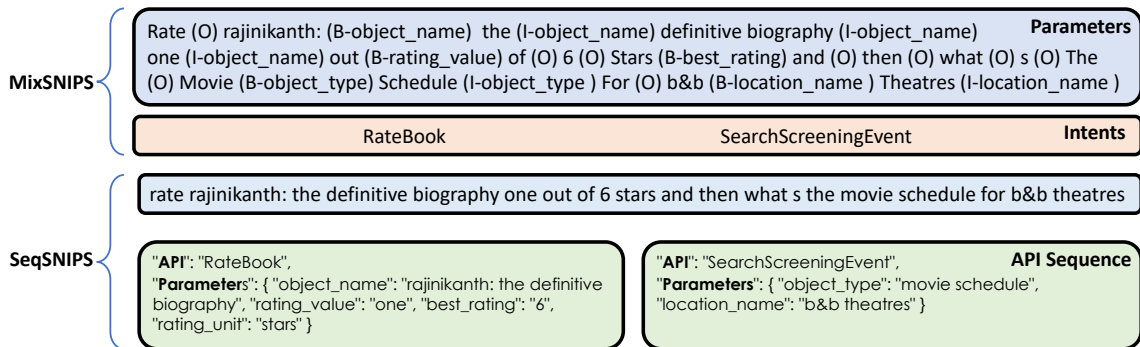 Rate (O) rajinikanth: (B-object_name) the (I-object_name) definitive biography (I-object_name) Parameters
one (I-object_name) out (B-rating_value) of (O) 6 (O) Stars (B-best_rating) and (O) then (O) what (O) s (O) The
(O) Movie (B-object_type) Schedule (I-object_type ) For (O) b&b (B-location_name ) Theatres (I-location_name )
MixSNIPS
RateBook SearchScreeningEvent Intents
rate rajinikanth: the definitive biography one out of 6 stars and then what s the movie schedule for b&b theatres
SeqSNIPS
"API": "RateBook",
"Parameters": { "object_name": "rajinikanth: the definitive
biography", "rating_value": "one", "best_rating": "6",
"rating_unit": "stars" }
"API": "SearchScreeningEvent", API Sequence
"Parameters": { "object_type": "movie schedule",
"location_name": "b&b theatres" }